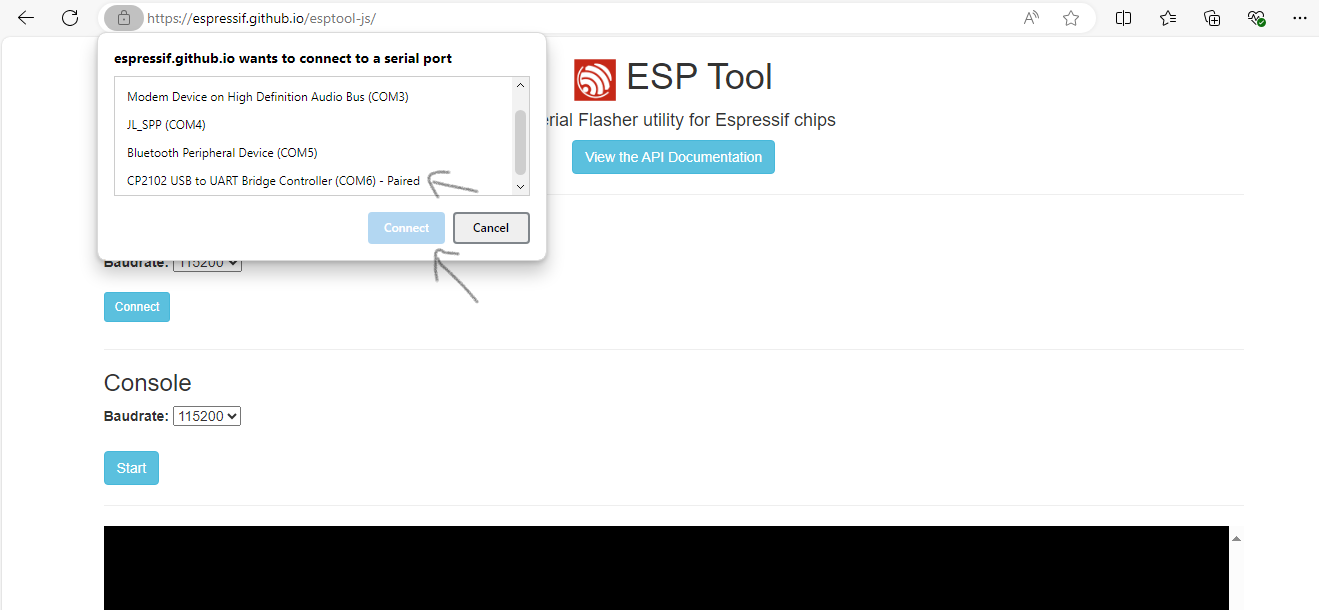 https://espressif.github.io/esptool-js/
espressif.github.io wants to connect to a serial port
Modem Device on High Definition Audio Bus (COM3)
JL_SPP (COM4)
Bluetooth Peripheral Device (COM5)
CP2102 USB to UART Bridge Controller (COM6) - Paired
Connect Cancel
ESP Tool
erial Flasher utility for Espressif chips
View the API Documentation
Baudrate: 115200
Connect
Console
Baudrate: 115200
Start